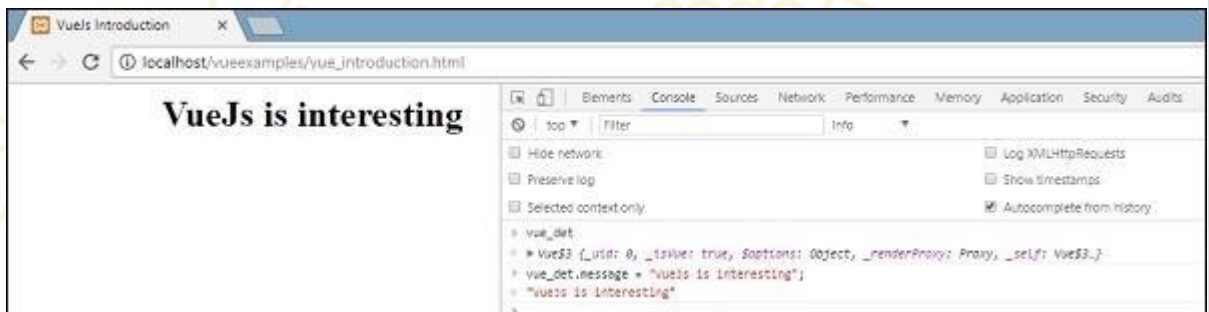 VueJs Introduction
localhost/vueexamples/vue_introduction.html
VueJs is interesting
Elements Console Sources Network Performance Memory Application Security Audits
top Filter Info
Hide network
Log XMLHttpRequests
Preserve log
Show timestamps
Selected context only
Autocomplete from history
vue_det
Vue$3 {_uid: 0, _isVue: true, $options: Object, _renderProxy: Proxy, _self: Vue$3…}
vue_det.message = "VueJs is interesting";
"VueJs is interesting"